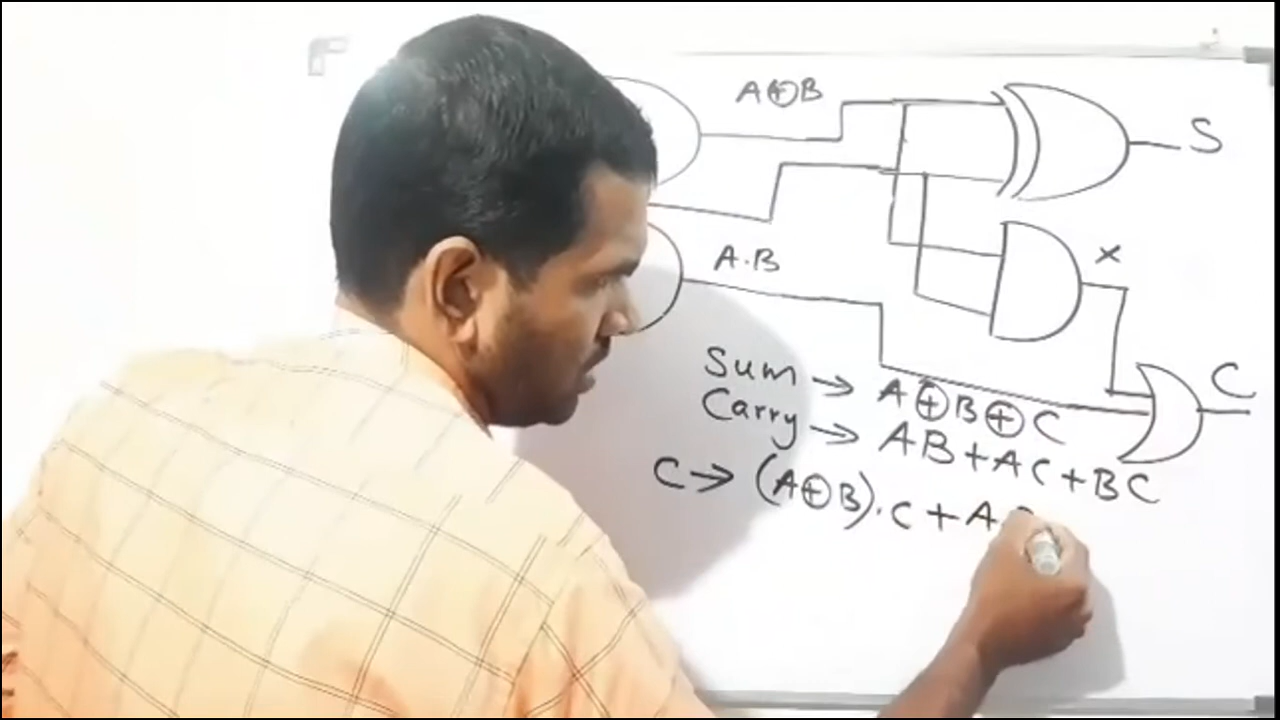 A⊕B
S
A.B
X
C
Sum → A⊕B⊕C
Carry → AB+AC+BC
C → (A⊕B).C+A